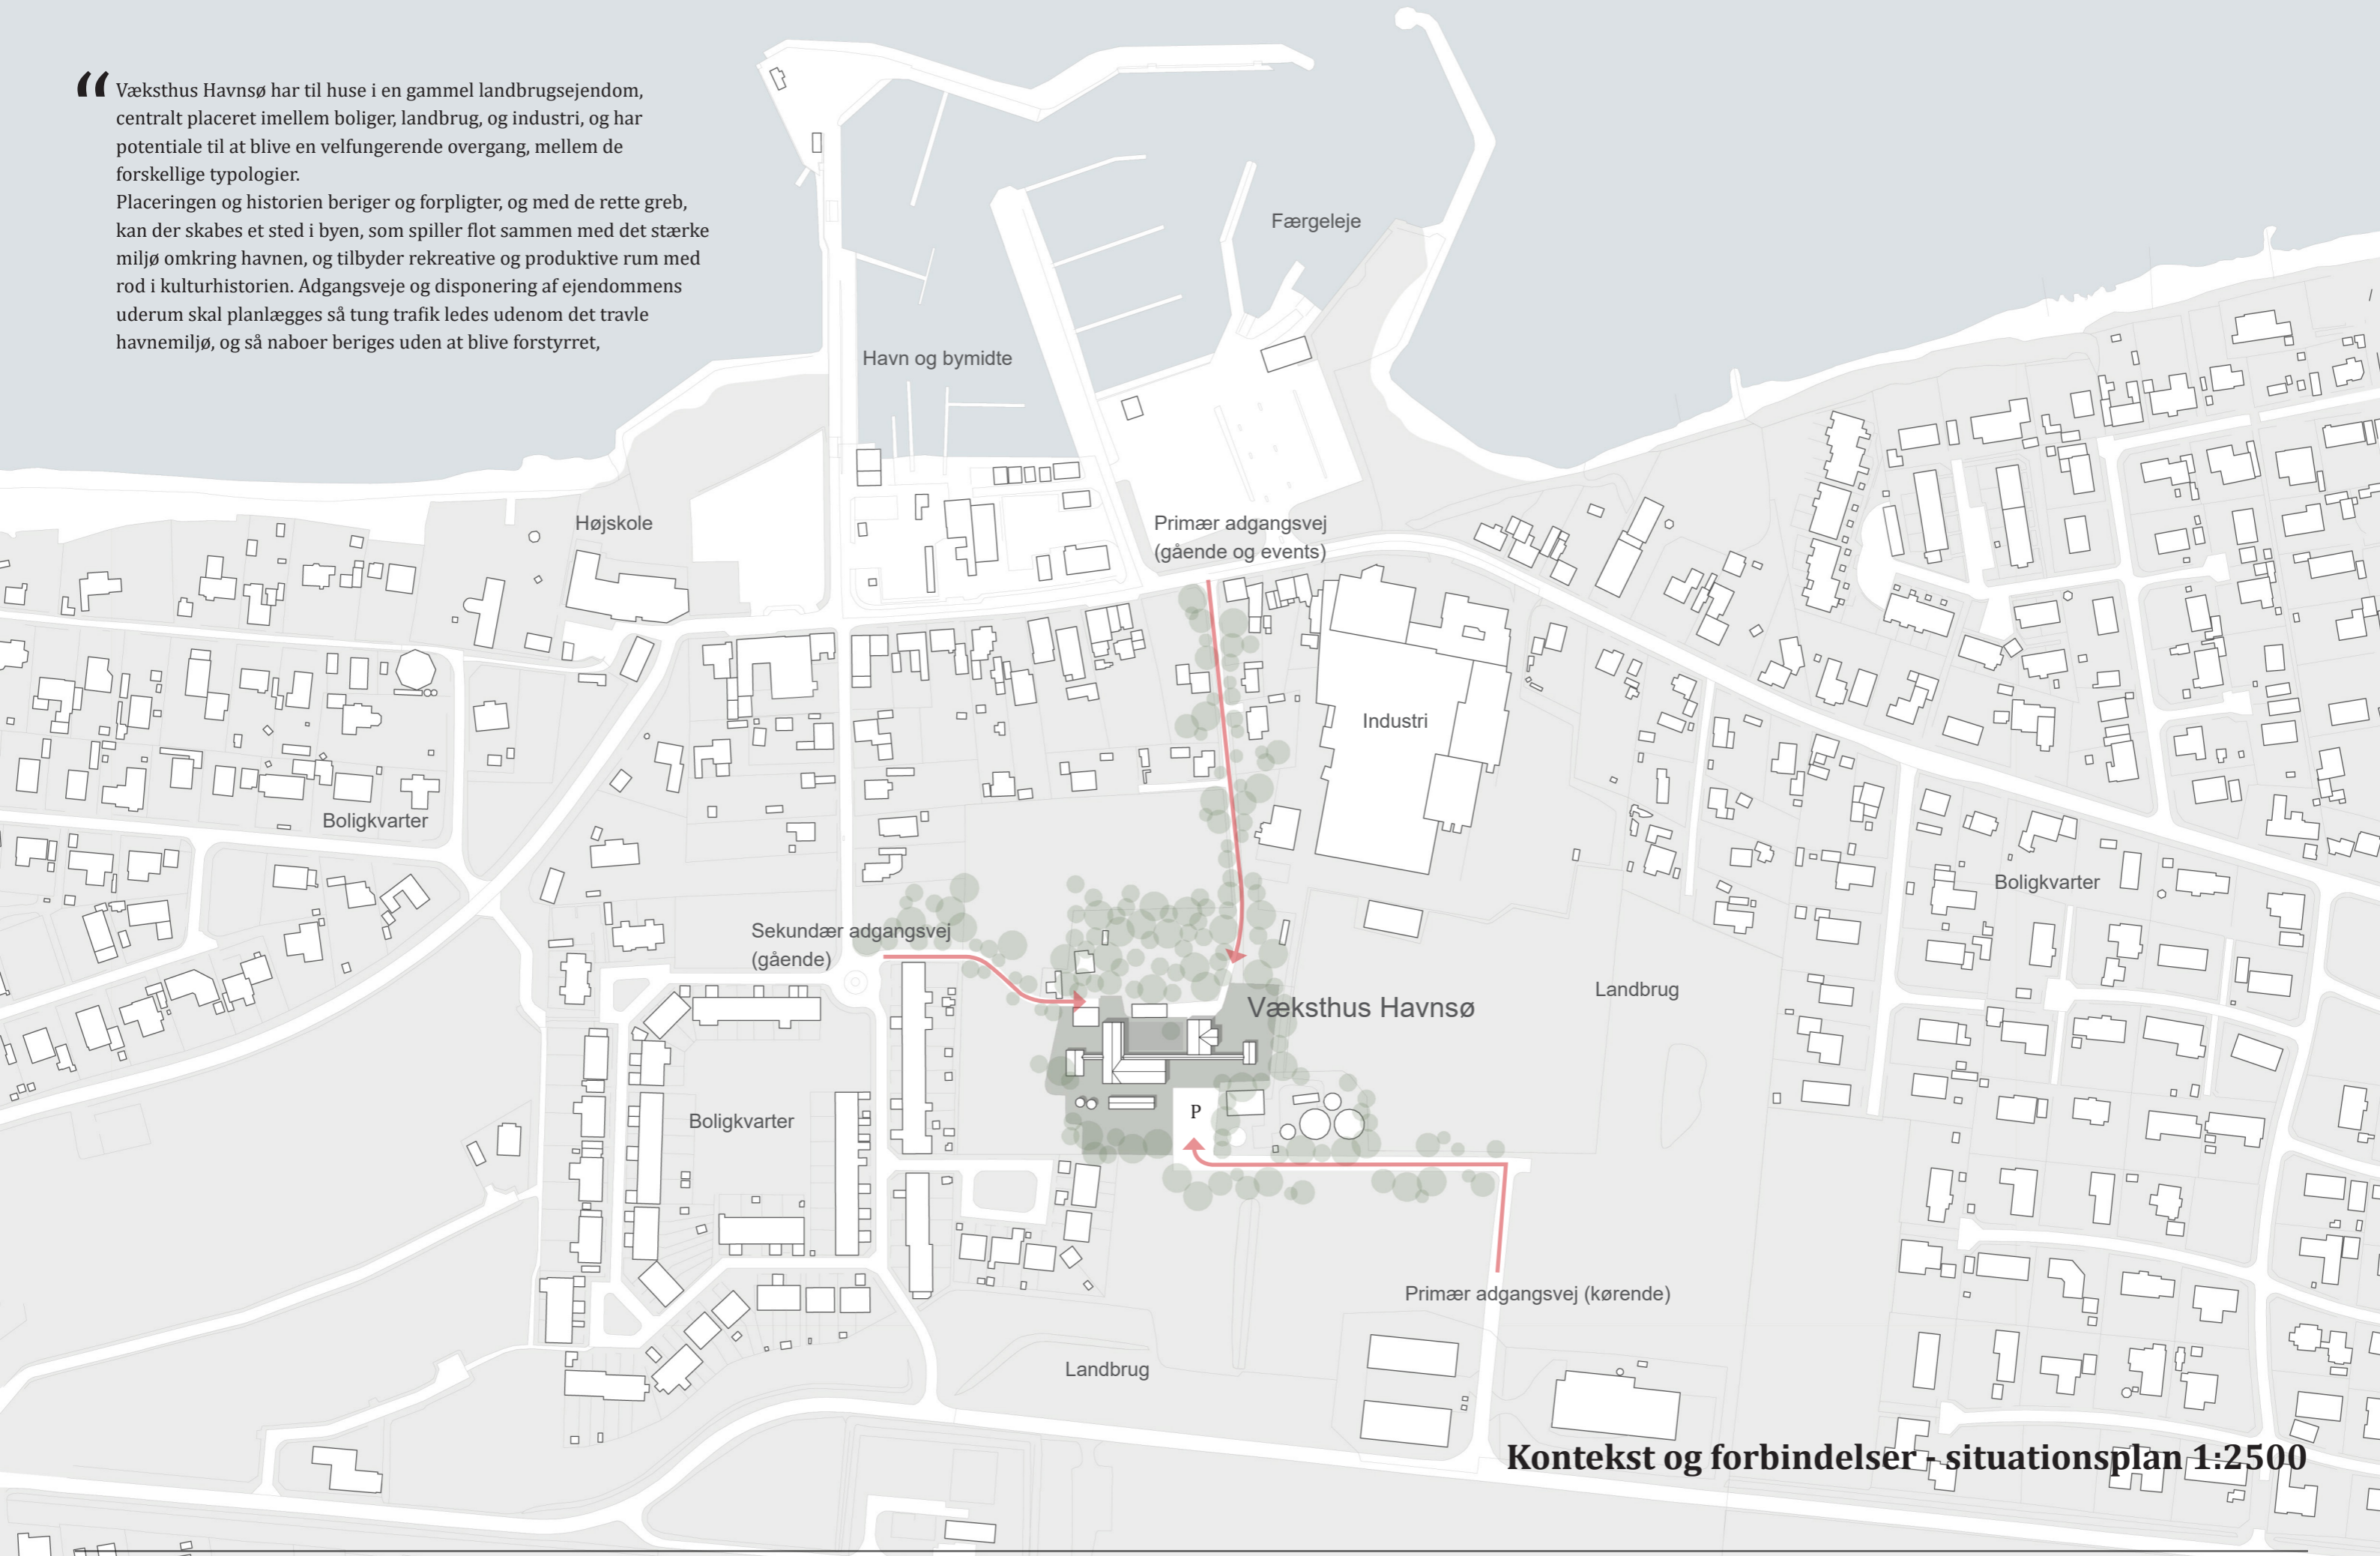 “
Væksthus Havnsø har til huse i en gammel landbrugsejendom,
centralt placeret imellem boliger, landbrug, og industri, og har
potentiale til at blive en velfungerende overgang, mellem de
forskellige typologier.
Placeringen og historien beriger og forpligter, og med de rette greb,
kan der skabes et sted i byen, som spiller flot sammen med det stærke
miljø omkring havnen, og tilbyder rekreative og produktive rum med
rod i kulturhistorien. Adgangsveje og disponering af ejendommens
uderum skal planlægges så tung trafik ledes udenom det travle
havnemiljø, og så naboer beriges uden at blive forstyrret,
Færgeleje
Havn og bymidte
Højskole
Primær adgangsvej
(gående og events)
Industri
Boligkvarter
Boligkvarter
Sekundær adgangsvej
(gående)
Landbrug
Væksthus Havnsø
P
Boligkvarter
Primær adgangsvej (kørende)
Landbrug
Kontekst og forbindelser - situationsplan 1:2500